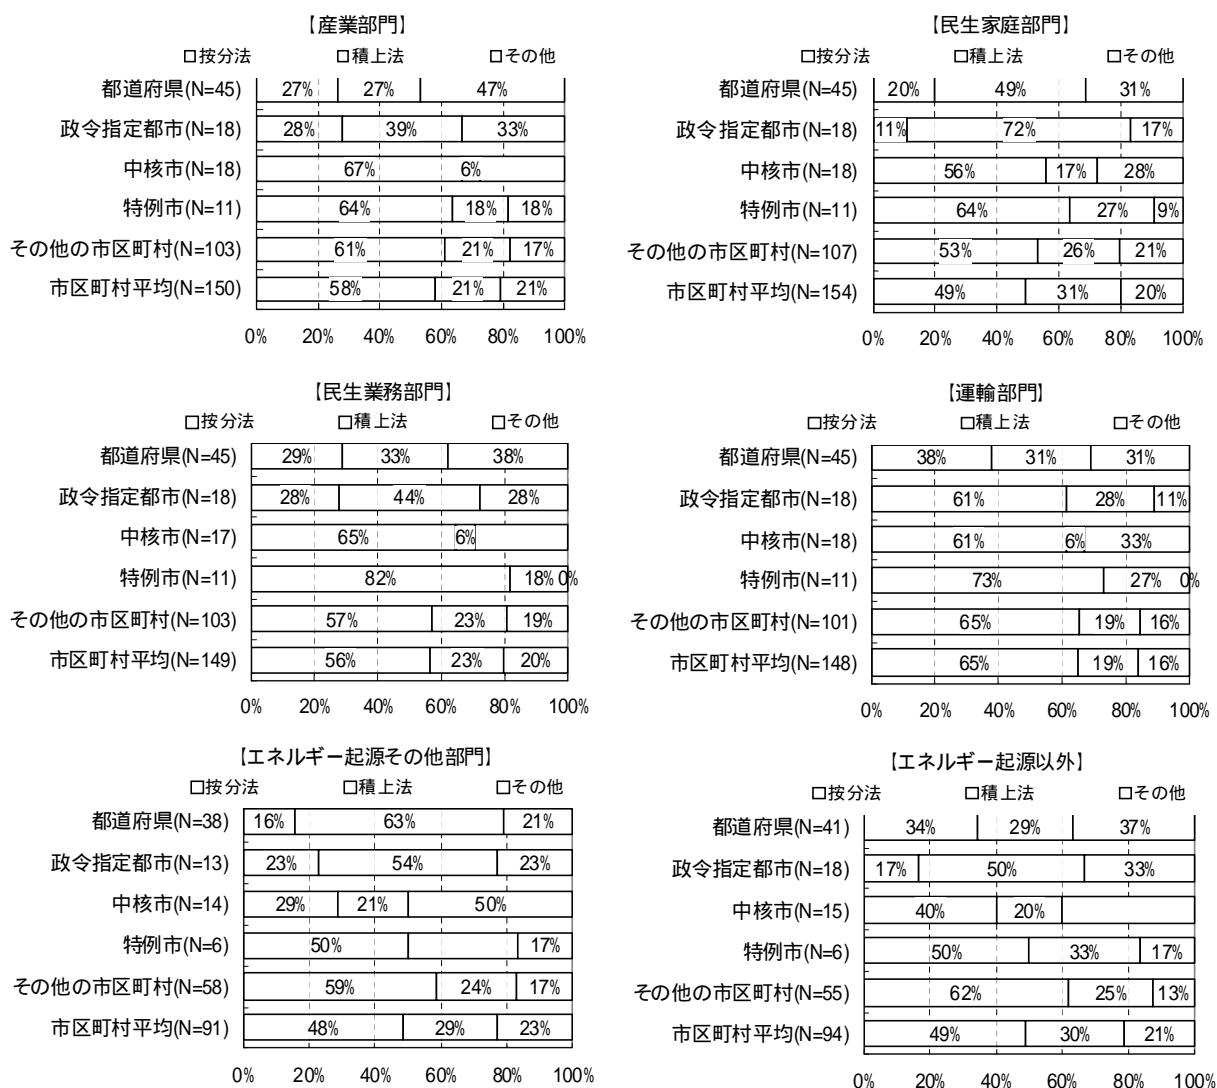 【産業部門】
□按分法 □積上法 □その他
都道府県(N=45) 27% 27% 47%
政令指定都市(N=18) 28% 39% 33%
中核市(N=18) 67% 6%
特例市(N=11) 64% 18% 18%
その他の市区町村(N=103) 61% 21% 17%
市区町村平均(N=150) 58% 21% 21%
0% 20% 40% 60% 80% 100%
【民生家庭部門】
□按分法 □積上法 □その他
都道府県(N=45) 20% 49% 31%
政令指定都市(N=18) 11% 72% 17%
中核市(N=18) 56% 17% 28%
特例市(N=11) 64% 27% 9%
その他の市区町村(N=107) 53% 26% 21%
市区町村平均(N=154) 49% 31% 20%
0% 20% 40% 60% 80% 100%
【民生業務部門】
□按分法 □積上法 □その他
都道府県(N=45) 29% 33% 38%
政令指定都市(N=18) 28% 44% 28%
中核市(N=17) 65% 6%
特例市(N=11) 82% 18% 0%
その他の市区町村(N=103) 57% 23% 19%
市区町村平均(N=149) 56% 23% 20%
0% 20% 40% 60% 80% 100%
【運輸部門】
□按分法 □積上法 □その他
都道府県(N=45) 38% 31% 31%
政令指定都市(N=18) 61% 28% 11%
中核市(N=18) 61% 6% 33%
特例市(N=11) 73% 27% 0%
その他の市区町村(N=101) 65% 19% 16%
市区町村平均(N=148) 65% 19% 16%
0% 20% 40% 60% 80% 100%
【エネルギー起源その他部門】
□按分法 □積上法 □その他
都道府県(N=38) 16% 63% 21%
政令指定都市(N=13) 23% 54% 23%
中核市(N=14) 29% 21% 50%
特例市(N=6) 50% 17%
その他の市区町村(N=58) 59% 24% 17%
市区町村平均(N=91) 48% 29% 23%
0% 20% 40% 60% 80% 100%
【エネルギー起源以外】
□按分法 □積上法 □その他
都道府県(N=41) 34% 29% 37%
政令指定都市(N=18) 17% 50% 33%
中核市(N=15) 40% 20%
特例市(N=6) 50% 33% 17%
その他の市区町村(N=55) 62% 25% 13%
市区町村平均(N=94) 49% 30% 21%
0% 20% 40% 60% 80% 100%